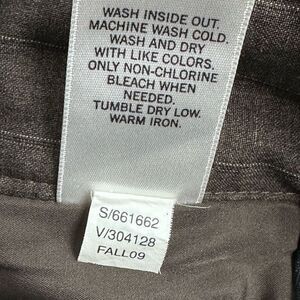 WASH INSIDE OUT.
MACHINE WASH COLD.
WASH AND DRY
WITH LIKE COLORS.
ONLY NON-CHLORINE
BLEACH WHEN
NEEDED.
TUMBLE DRY LOW.
WARM IRON.
S/661662
V/304128
FALL09